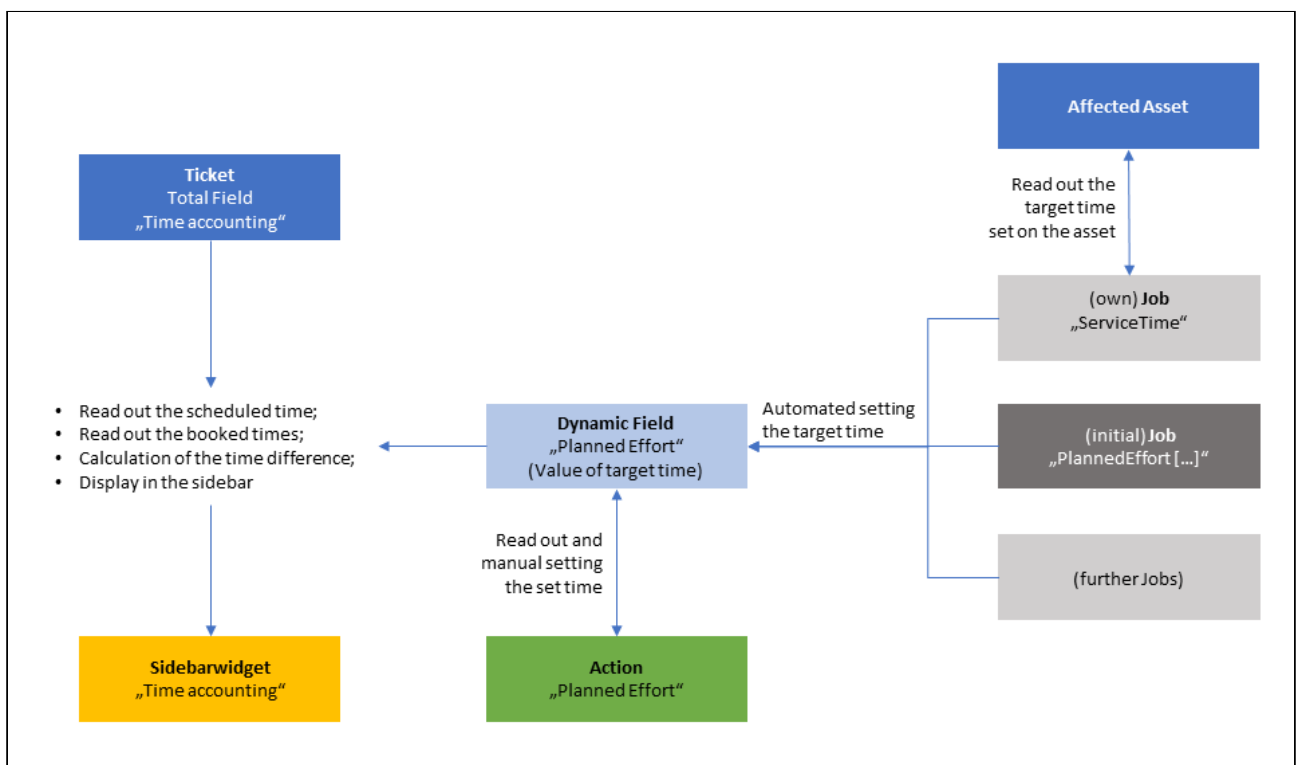 Affected Asset
Ticket
Total Field
„Time accounting“
Read out the
target time
set on the asset
(own) Job
„ServiceTime“
• Read out the scheduled time;
• Read out the booked times;
• Calculation of the time difference;
• Display in the sidebar
Dynamic Field
„Planned Effort“
(Value of target time)
Automated setting
the target time
(initial) Job
„PlannedEffort [...]“
Read out and
manual setting
the set time
(further Jobs)
Sidebarwidget
„Time accounting“
Action
„Planned Effort“